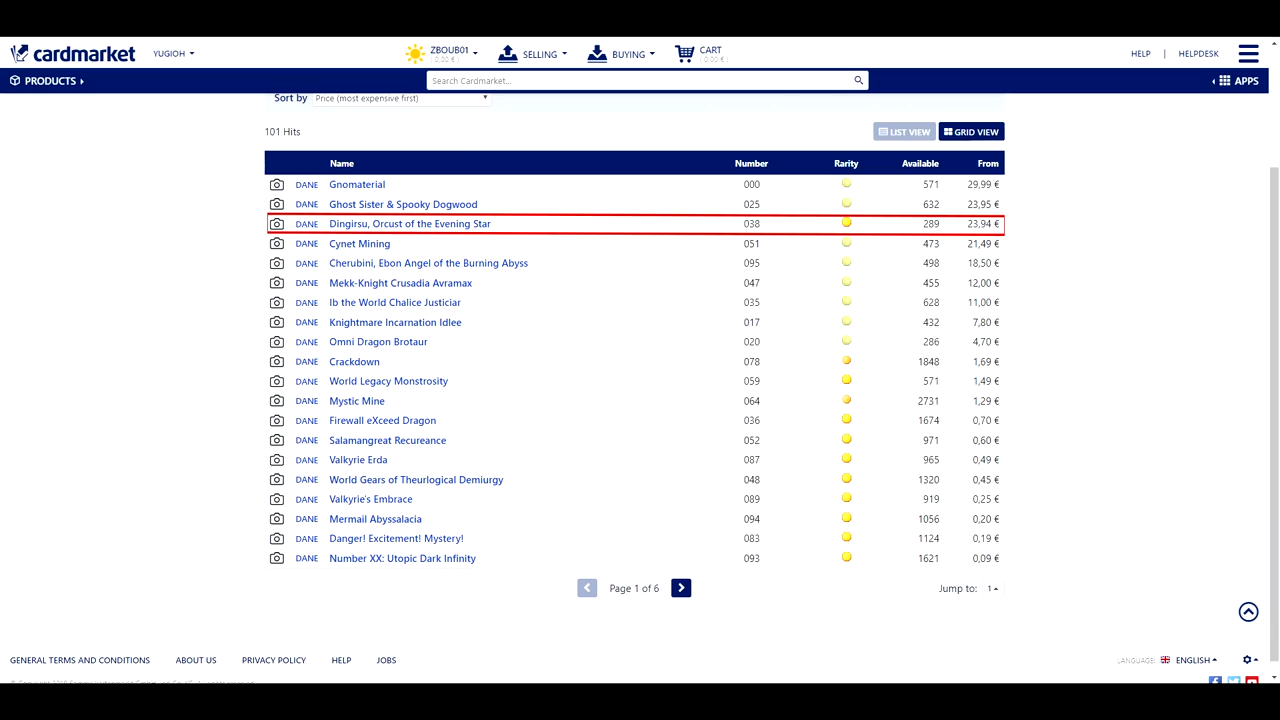 cardmarket YUGIOH ZBOUB01 SELLING BUYING CART HELP | HELPDESK
( 0,00 € ) ( 0,00 € )
PRODUCTS Search Cardmarket... APPS
Sort by Price (most expensive first)
101 Hits LIST VIEW GRID VIEW
Name Number Rarity Available From
DANE Gnomaterial 000 571 29,99 €
DANE Ghost Sister & Spooky Dogwood 025 632 23,95 €
DANE Dingirsu, Orcust of the Evening Star 038 289 23,94 €
DANE Cynet Mining 051 473 21,49 €
DANE Cherubini, Ebon Angel of the Burning Abyss 095 498 18,50 €
DANE Mekk-Knight Crusadia Avramax 047 455 12,00 €
DANE Ib the World Chalice Justiciar 035 628 11,00 €
DANE Knightmare Incarnation Idlee 017 432 7,80 €
DANE Omni Dragon Brotaur 020 286 4,70 €
DANE Crackdown 078 1848 1,69 €
DANE World Legacy Monstrosity 059 571 1,49 €
DANE Mystic Mine 064 2731 1,29 €
DANE Firewall eXceed Dragon 036 1674 0,70 €
DANE Salamangreat Recureance 052 971 0,60 €
DANE Valkyrie Erda 087 965 0,49 €
DANE World Gears of Theurlogical Demiurgy 048 1320 0,45 €
DANE Valkyrie's Embrace 089 919 0,25 €
DANE Mermail Abyssalacia 094 1056 0,20 €
DANE Danger! Excitement! Mystery! 083 1124 0,19 €
DANE Number XX: Utopic Dark Infinity 093 1621 0,09 €
Page 1 of 6 Jump to: 1
GENERAL TERMS AND CONDITIONS ABOUT US PRIVACY POLICY HELP JOBS LANGUAGE: ENGLISH